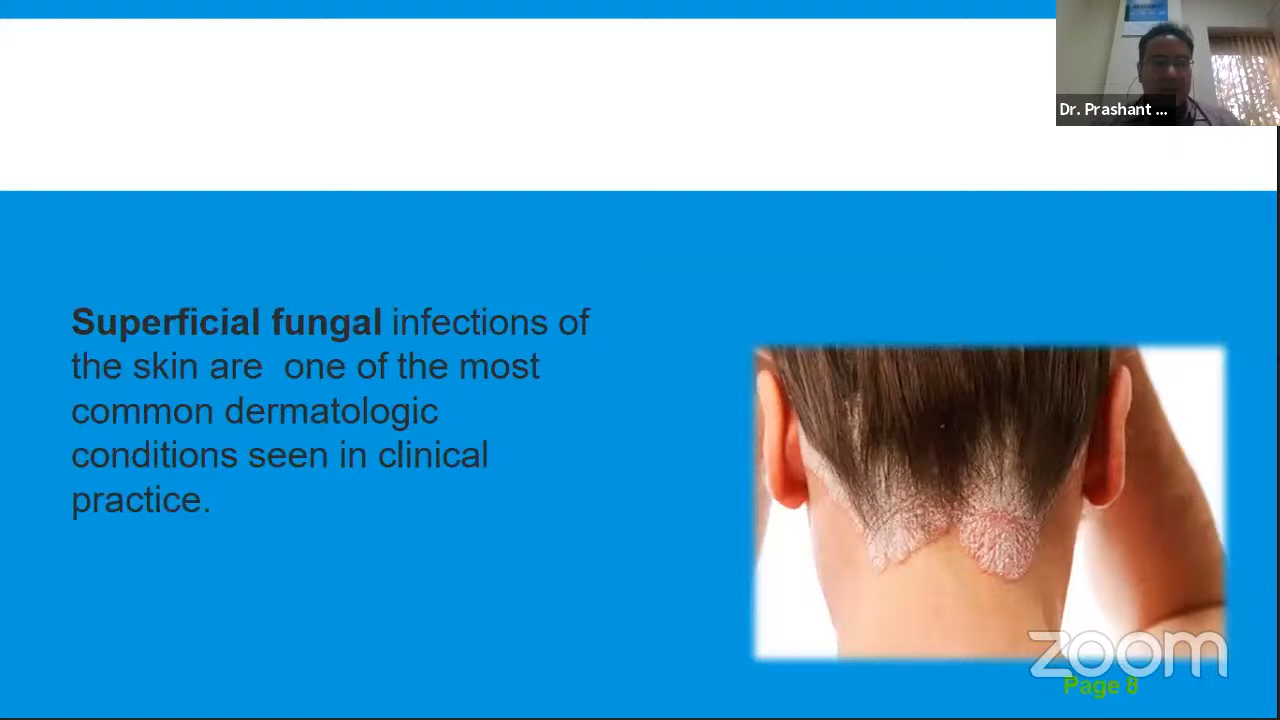 Dr. Prashant ...
Superficial fungal infections of
the skin are one of the most
common dermatologic
conditions seen in clinical
practice.
zoom
Page 8